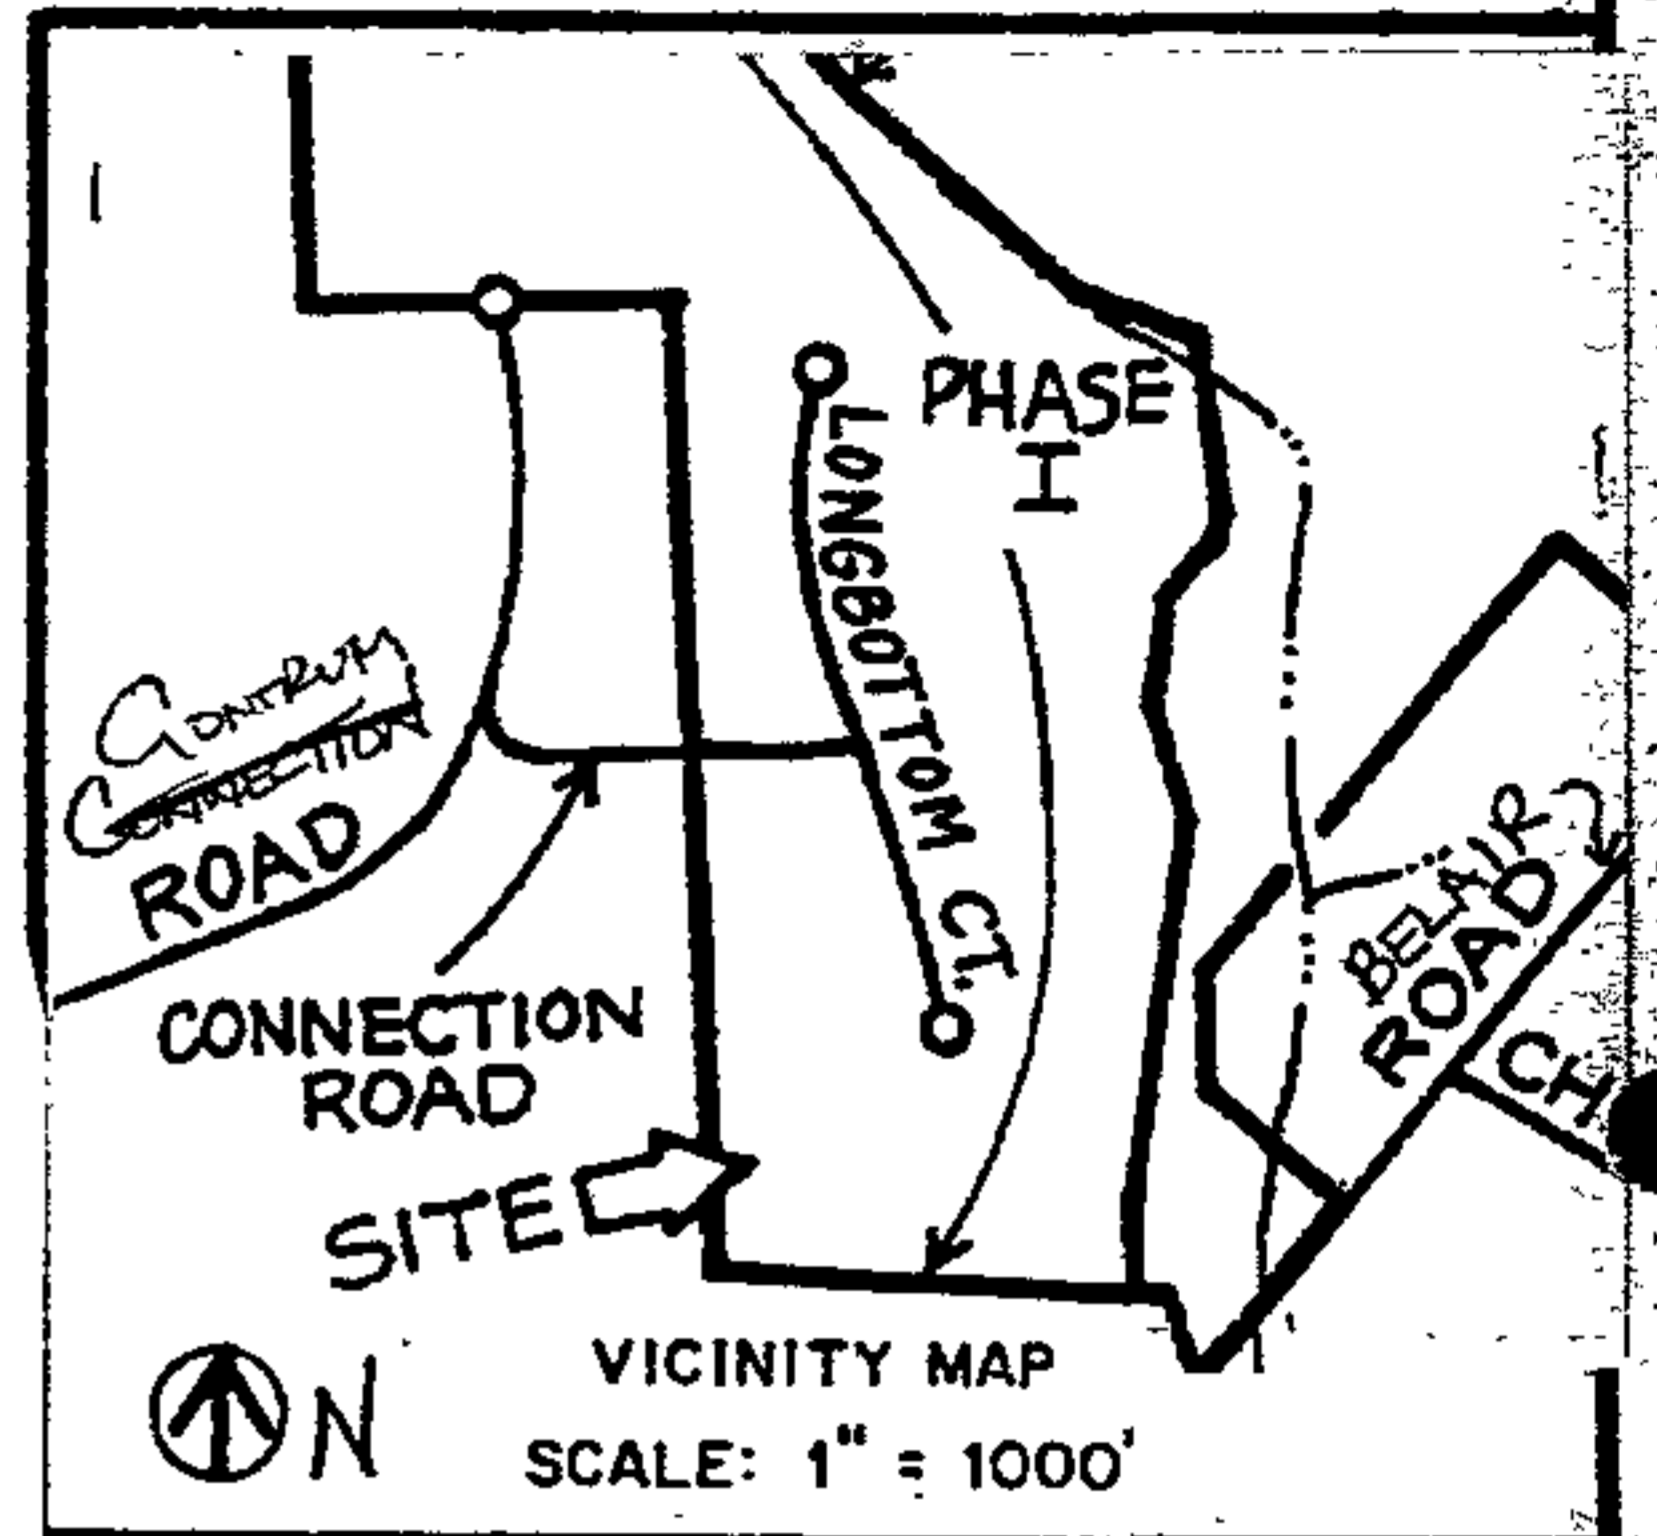 PHASE
I
LONGBOTTOM CT.
GONTRUM
CONNECTION
ROAD
BELAIR
ROAD
CH
CONNECTION
ROAD
SITE
N
VICINITY MAP
SCALE: 1" = 1000'